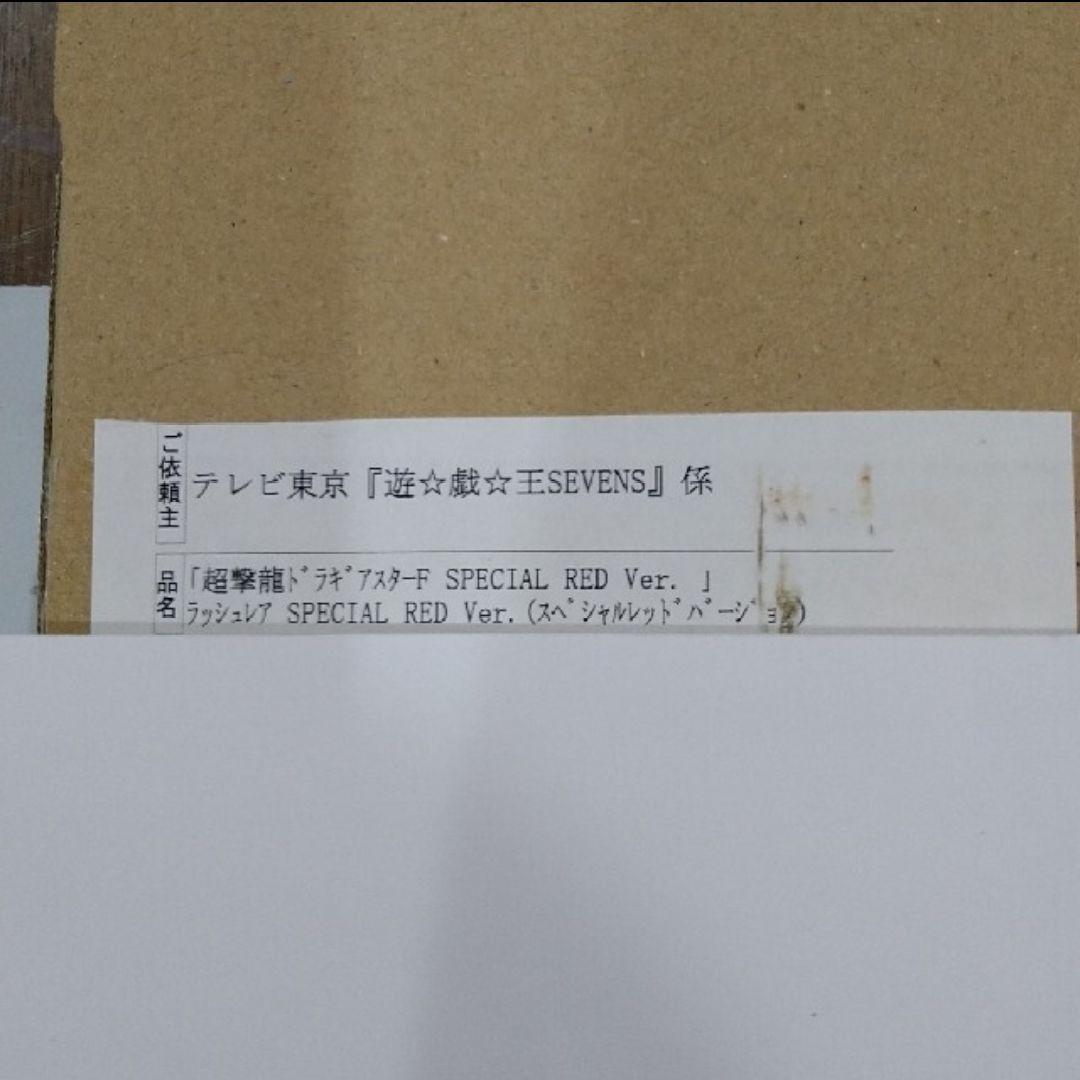 ご依頼主
テレビ東京『遊☆戯☆王SEVENS』係
品名
「超撃龍ﾄﾞﾗｷﾞｱｽﾀｰF SPECIAL RED Ver. 」
ﾗｯｼｭﾚｱ SPECIAL RED Ver.(ｽﾍﾟｼｬﾙﾚｯﾄﾞﾊﾞｰｼﾞｮﾝ)